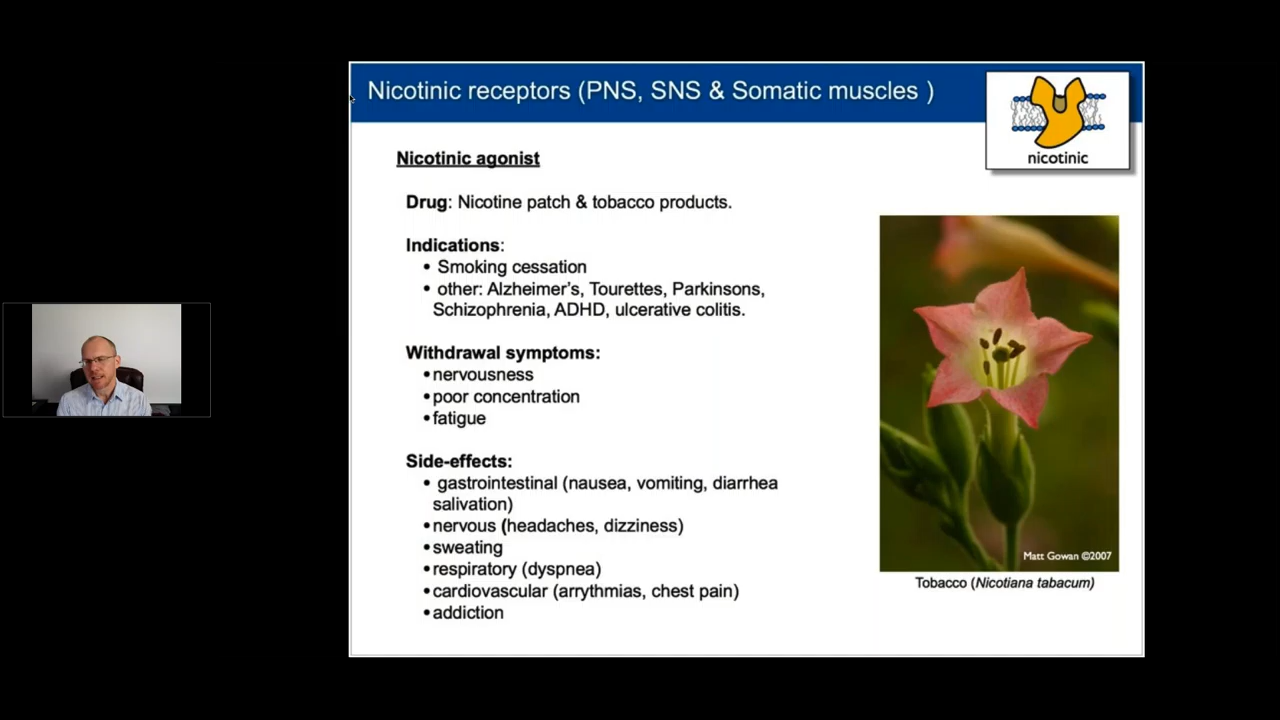 Nicotinic receptors (PNS, SNS & Somatic muscles )
nicotinic
Nicotinic agonist
Drug: Nicotine patch & tobacco products.
Indications:
• Smoking cessation
• other: Alzheimer's, Tourettes, Parkinsons,
Schizophrenia, ADHD, ulcerative colitis.
Withdrawal symptoms:
•nervousness
•poor concentration
•fatigue
Side-effects:
• gastrointestinal (nausea, vomiting, diarrhea
salivation)
•nervous (headaches, dizziness)
•sweating
•respiratory (dyspnea)
•cardiovascular (arrythmias, chest pain)
•addiction
Matt Gowan ©2007
Tobacco (Nicotiana tabacum)